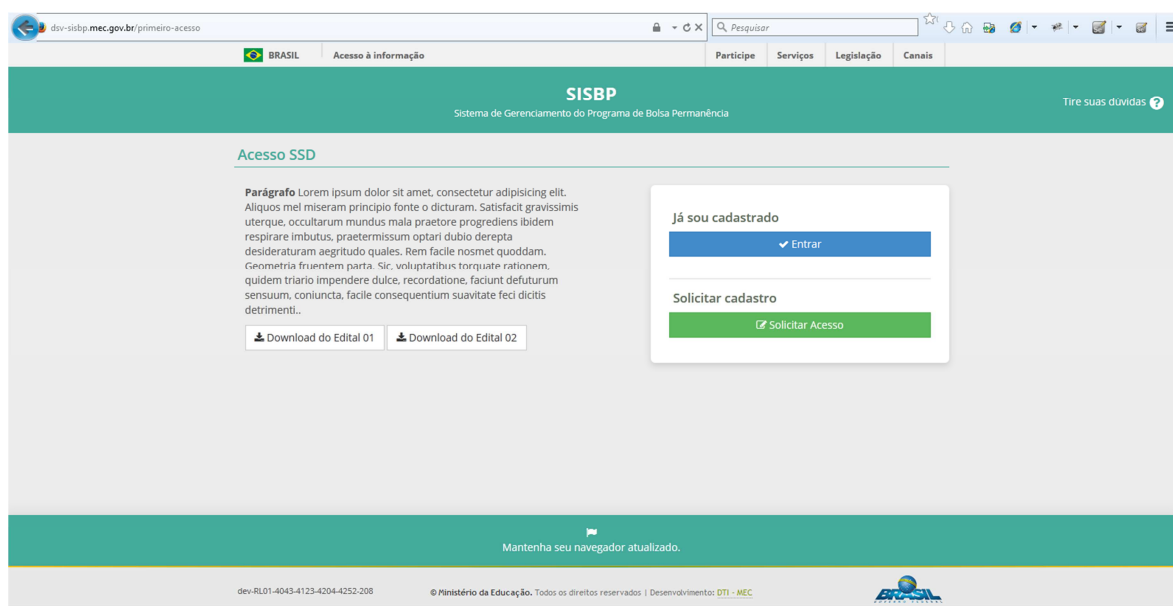 dsv-sisbp.mec.gov.br/primeiro-acesso
Pesquisar
BRASIL Acesso à informação Participe Serviços Legislação Canais
SISBP
Sistema de Gerenciamento do Programa de Bolsa Permanência
Tire suas dúvidas ?
Acesso SSD
Parágrafo Lorem ipsum dolor sit amet, consectetur adipisicing elit.
Aliquos mel miseram principio fonte o dicturam. Satisfacit gravissimis
uterque, occultarum mundus mala praetore progrediens ibidem
respirare imbutus, praetermissum optari dubio derepta
desideraturam aegritudo quales. Rem facile nosmet quoddam.
Geometria fruentem parta. Sic, voluptatibus torquate rationem,
quidem triario impendere dulce, recordatione, faciunt defuturum
sensuum, coniuncta, facile consequentium suavitate feci dicitis
detrimenti..
Download do Edital 01 Download do Edital 02
Já sou cadastrado
Entrar
Solicitar cadastro
Solicitar Acesso
Mantenha seu navegador atualizado.
dev-RL01-4043-4123-4204-4252-208
© Ministério da Educação. Todos os direitos reservados | Desenvolvimento: DTI - MEC
BRASIL
GOVERNO FEDERAL